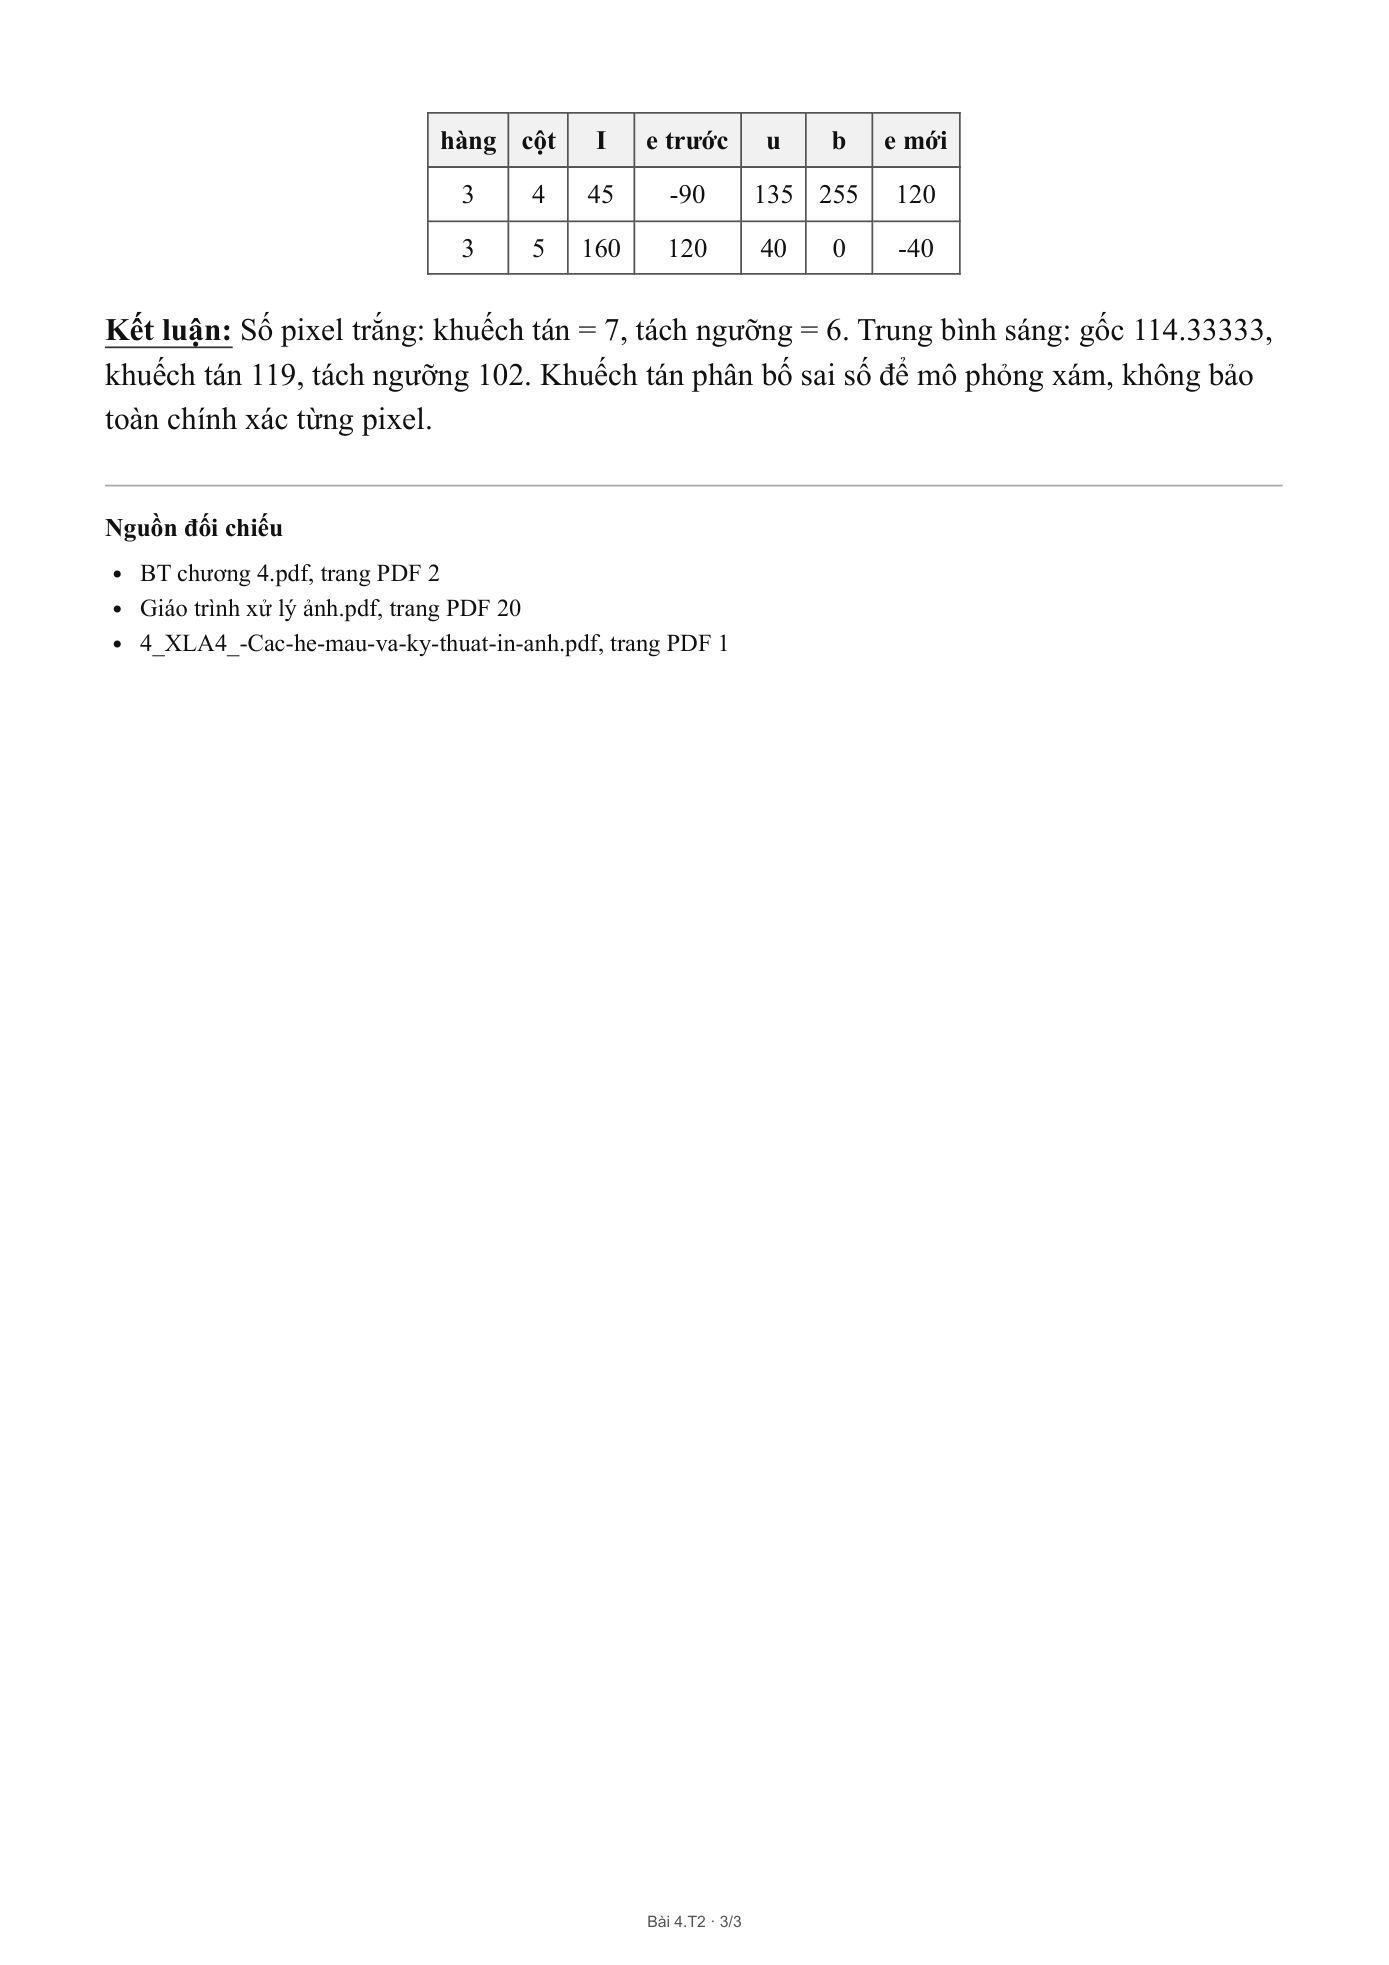 hàng cột I e trước u b e mới
3 4 45 -90 135 255 120
3 5 160 120 40 0 -40
Kết luận: Số pixel trắng: khuếch tán = 7, tách ngưỡng = 6. Trung bình sáng: gốc 114.33333,
khuếch tán 119, tách ngưỡng 102. Khuếch tán phân bố sai số để mô phỏng xám, không bảo
toàn chính xác từng pixel.
Nguồn đối chiếu
• BT chương 4.pdf, trang PDF 2
• Giáo trình xử lý ảnh.pdf, trang PDF 20
• 4_XLA4_-Cac-he-mau-va-ky-thuat-in-anh.pdf, trang PDF 1
Bài 4.T2 · 3/3